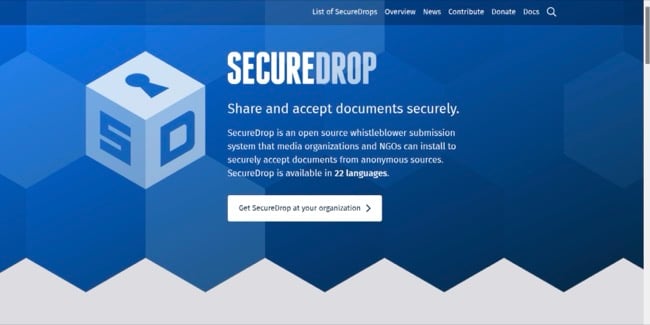 List of SecureDrops Overview News Contribute Donate Docs
SECUREDROP
S D
Share and accept documents securely.
SecureDrop is an open source whistleblower submission
system that media organizations and NGOs can install to
securely accept documents from anonymous sources.
SecureDrop is available in 22 languages.
Get SecureDrop at your organization